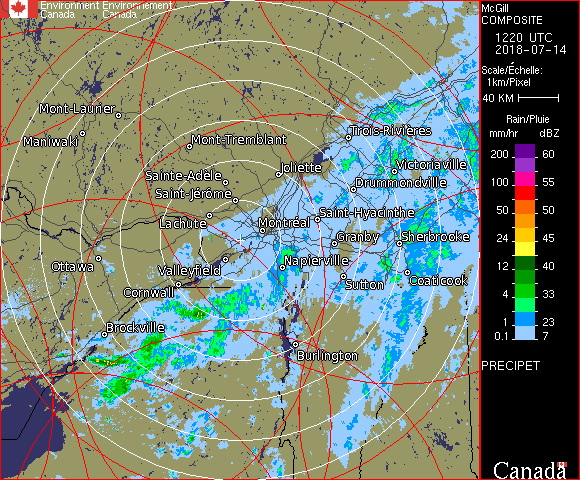 Environment Environnement
Canada Canada
McGill
COMPOSITE
1220 UTC
2018-07-14
Scale/Échelle:
1km/Pixel
40 KM
Rain/Pluie
mm/hr dBZ
200 60
100 55
50 50
24 45
12 40
4 33
1 23
0.1 7
PRECIPET
Canada
Mont-Laurier
Maniwaki
Mont-Tremblant
Trois-Rivières
Joliette
Victoriaville
Sainte-Adèle
Drummondville
Saint-Jérôme
Lachute
Saint-Hyacinthe
Montréal
Granby
Sherbrooke
Ottawa
Valleyfield
Napierville
Cornwall
Sutton
Coaticook
Brockville
Burlington